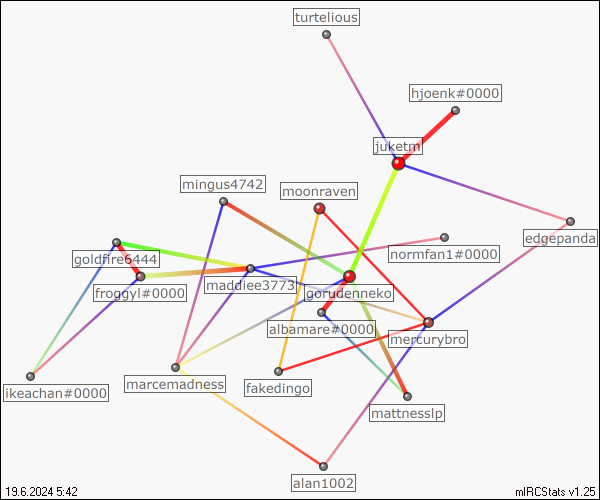 turtelious
hjoenk#0000
juketm
mingus4742
moonraven
edgepanda
normfan1#0000
goldfire6444
maddiee3773
froggyl#0000
gorudenneko
albamare#0000
mercurybro
ikeachan#0000
marcemadness
fakedingo
mattnesslp
alan1002
19.6.2024 5:42
mIRCStats v1.25